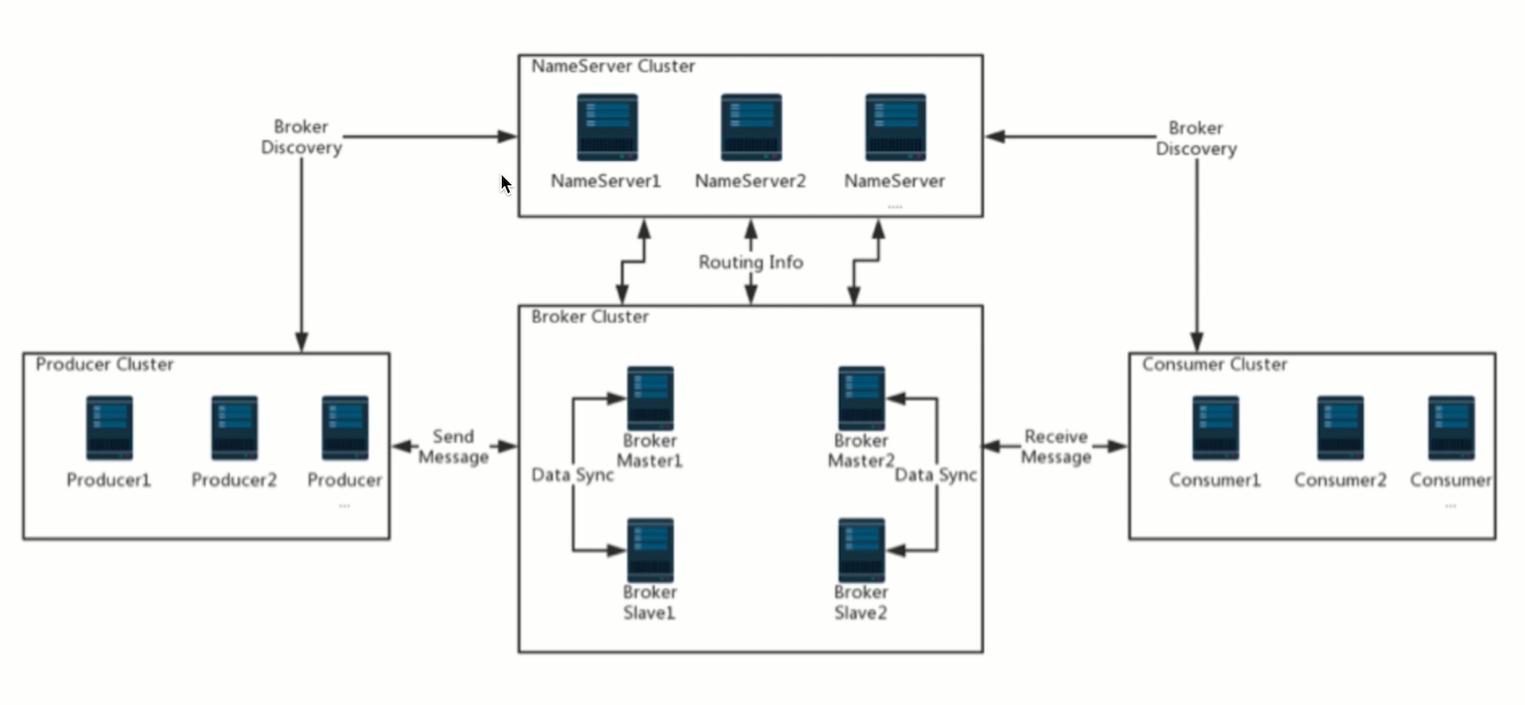 NameServer Cluster
Broker
Discovery
NameServer1
NameServer2
NameServer
....
Broker
Discovery
Routing Info
Broker Cluster
Producer Cluster
Producer1
Producer2
Producer
...
Send
Message
Broker
Master1
Broker
Master2
Data Sync
Data Sync
Broker
Slave1
Broker
Slave2
Receive
Message
Consumer Cluster
Consumer1
Consumer2
Consumer
...